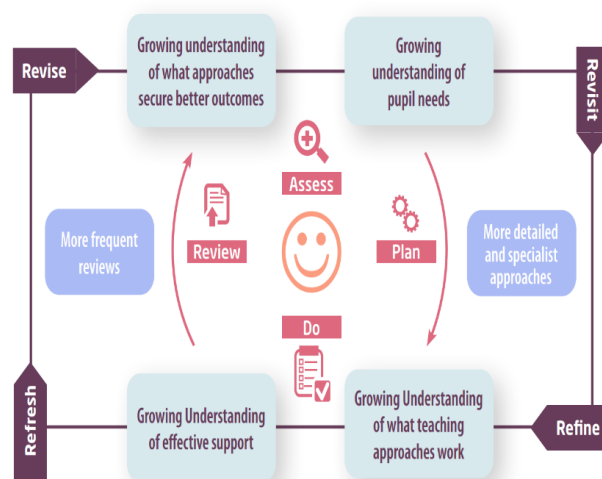 Revise
Growing understanding
of what approaches
secure better outcomes
Growing
understanding of
pupil needs
Revisit
Assess
More frequent
reviews
Review
Plan
More detailed
and specialist
approaches
Do
Refresh
Growing Understanding
of effective support
Growing Understanding
of what teaching
approaches work
Refine